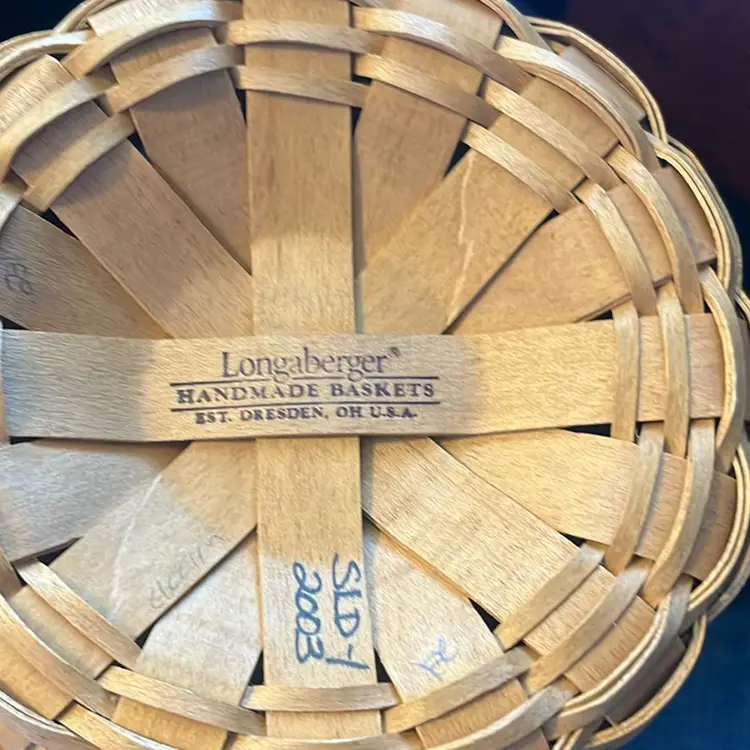 Longaberger®
HANDMADE BASKETS
EST. DRESDEN, OH U.S.A.
SLD-1
2003